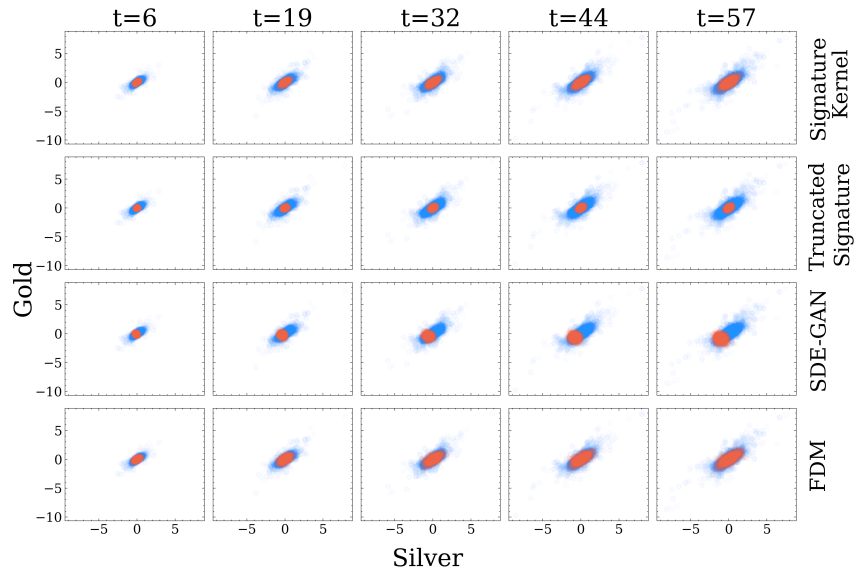 t=6 t=19 t=32 t=44 t=57
5
0
−5
−10
Signature
Kernel
5
0
−5
−10
Truncated
Signature
5
0
−5
−10
SDE-GAN
5
0
−5
−10
FDM
−5 0 5 −5 0 5 −5 0 5 −5 0 5 −5 0 5
Gold
Silver